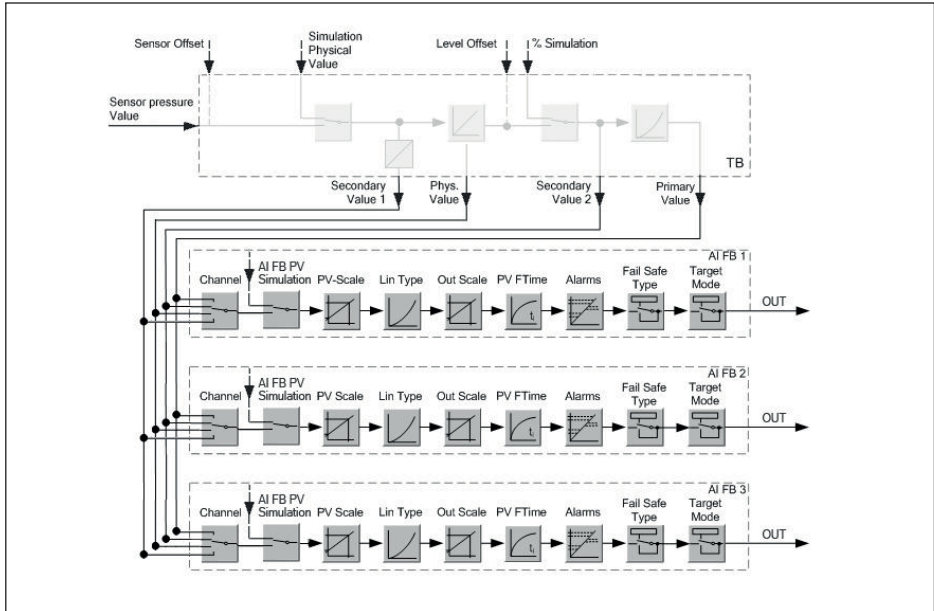 Sensor Offset
Simulation
Physical
Value
Level Offset
% Simulation
Sensor pressure
Value
TB
Secondary
Value 1
Phys.
Value
Secondary
Value 2
Primary
Value
AI FB 1
Channel
AI FB PV
Simulation
PV-Scale
Lin Type
Out Scale
PV FTime
Alarms
Fail Safe
Type
Target
Mode
OUT
t
AI FB 2
Channel
AI FB PV
Simulation
PV Scale
Lin Type
Out Scale
PV FTime
Alarms
Fail Safe
Type
Target
Mode
OUT
t
AI FB 3
Channel
AI FB PV
Simulation
PV Scale
Lin Type
Out Scale
PV FTime
Alarms
Fail Safe
Type
Target
Mode
OUT
t